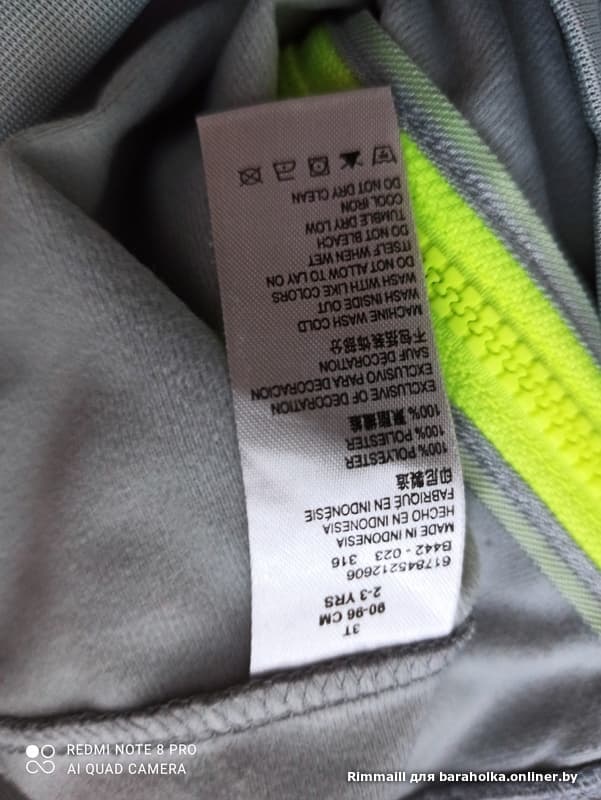 3T
90-96 CM
2-3 YRS
617845212606
B442 - 023 316
MADE IN INDONESIA
HECHO EN INDONESIA
FABRIQUÉ EN INDONÉSIE
印尼製造
100% POLYESTER
100% POLIESTER
100% 聚脂纖維
EXCLUSIVE OF DECORATION
EXCLUSIVO PARA DECORACION
SAUF DECORATION
不包括裝飾部分
MACHINE WASH COLD
WASH INSIDE OUT
WASH WITH LIKE COLORS
DO NOT ALLOW TO LAY ON
ITSELF WHEN WET
DO NOT BLEACH
TUMBLE DRY LOW
COOL IRON
DO NOT DRY CLEAN
REDMI NOTE 8 PRO
AI QUAD CAMERA
Rimmalll для baraholka.onliner.by